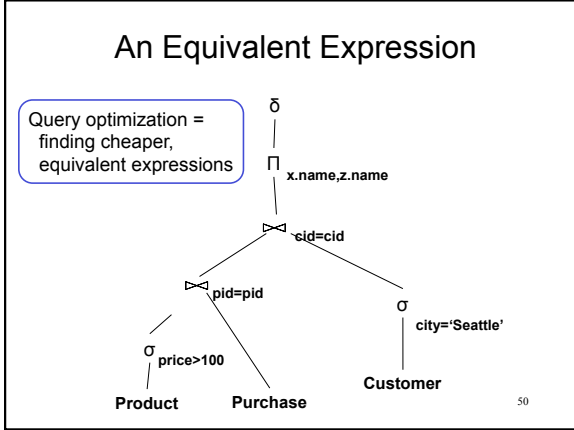 An Equivalent Expression
Query optimization =
finding cheaper,
equivalent expressions
δ
Π x.name,z.name
cid=cid
pid=pid
σ city=‘Seattle’
σ price>100
Customer
Product Purchase
50